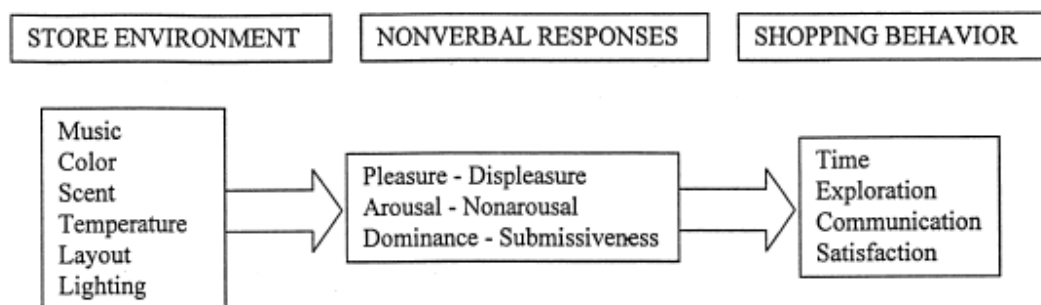 STORE ENVIRONMENT
NONVERBAL RESPONSES
SHOPPING BEHAVIOR
Music
Color
Scent
Temperature
Layout
Lighting
Pleasure - Displeasure
Arousal - Nonarousal
Dominance - Submissiveness
Time
Exploration
Communication
Satisfaction